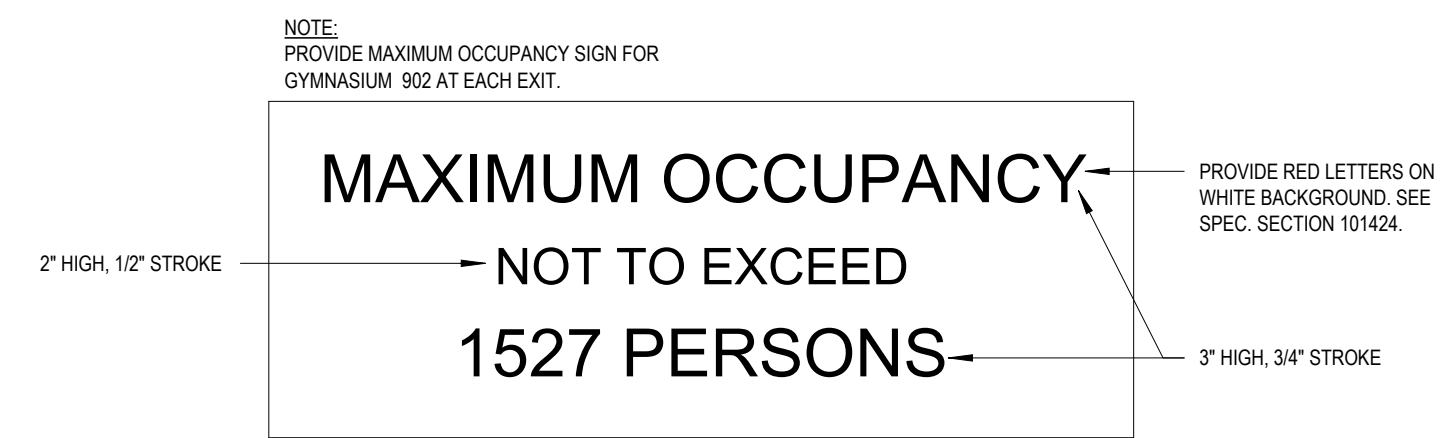 NOTE:
PROVIDE MAXIMUM OCCUPANCY SIGN FOR
GYMNASIUM 902 AT EACH EXIT.
MAXIMUM OCCUPANCY
PROVIDE RED LETTERS ON
WHITE BACKGROUND. SEE
SPEC. SECTION 101424.
2" HIGH, 1/2" STROKE
NOT TO EXCEED
1527 PERSONS
3" HIGH, 3/4" STROKE